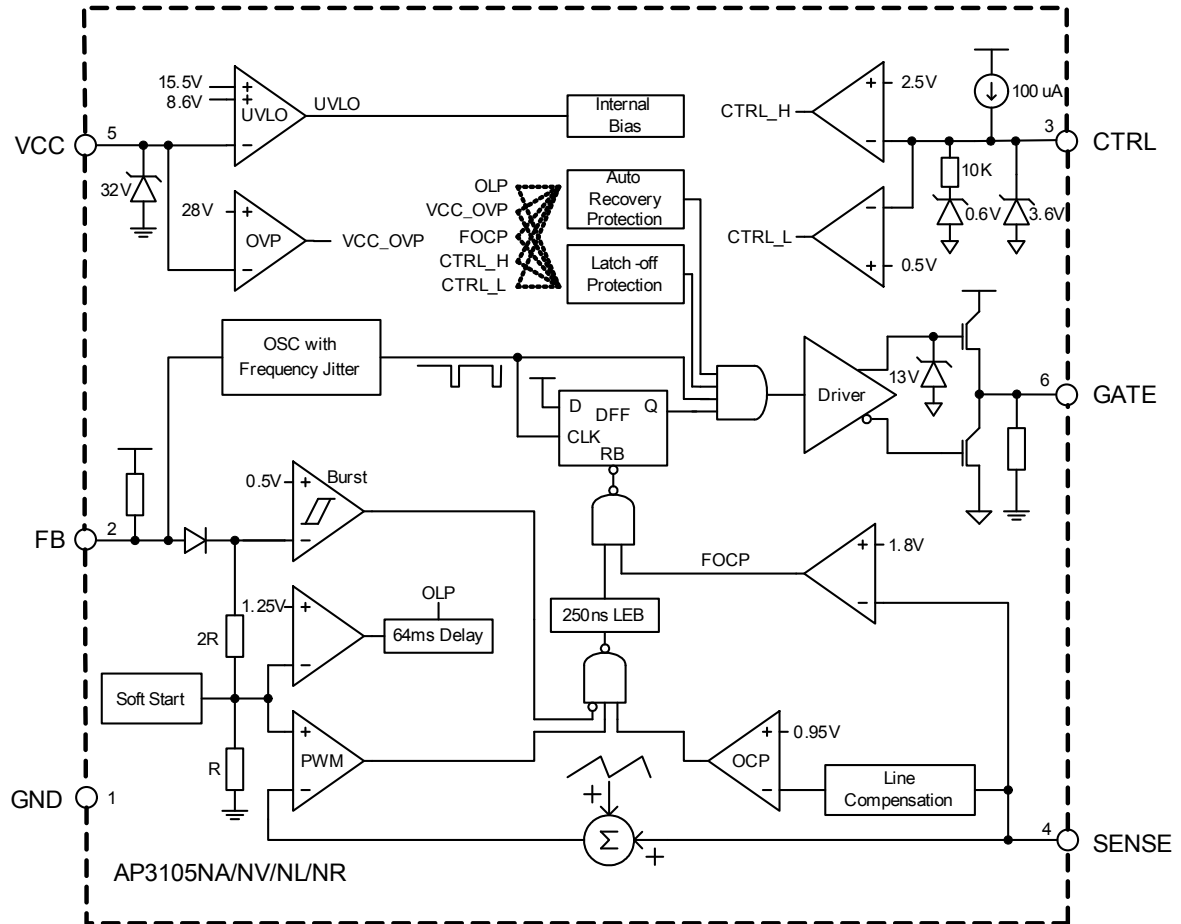 15.5V
8.6V
UVLO
UVLO
Internal
Bias
CTRL_H
2.5V
100 uA
VCC
5
3
CTRL
32V
28V
OVP
VCC_OVP
OLP
VCC_OVP
FOCP
CTRL_H
CTRL_L
Auto
Recovery
Protection
Latch -off
Protection
CTRL_L
0.5V
10K
0.6V
3.6V
OSC with
Frequency Jitter
D
DFF
Q
CLK
RB
Driver
13V
6
GATE
0.5V
Burst
FB
2
FOCP
1.8V
1.25V
OLP
64ms Delay
250ns LEB
2R
Soft Start
R
PWM
OCP
0.95V
Line
Compensation
GND
1
+
Σ
+
4
SENSE
AP3105NA/NV/NL/NR